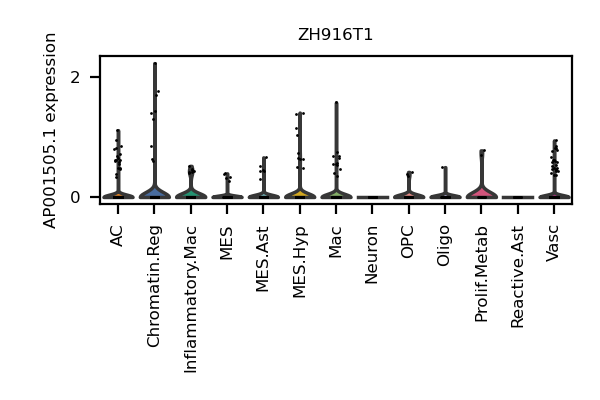 ZH916T1
AP001505.1 expression
2
0
AC
Chromatin.Reg
Inflammatory.Mac
MES
MES.Ast
MES.Hyp
Mac
Neuron
OPC
Oligo
Prolif.Metab
Reactive.Ast
Vasc